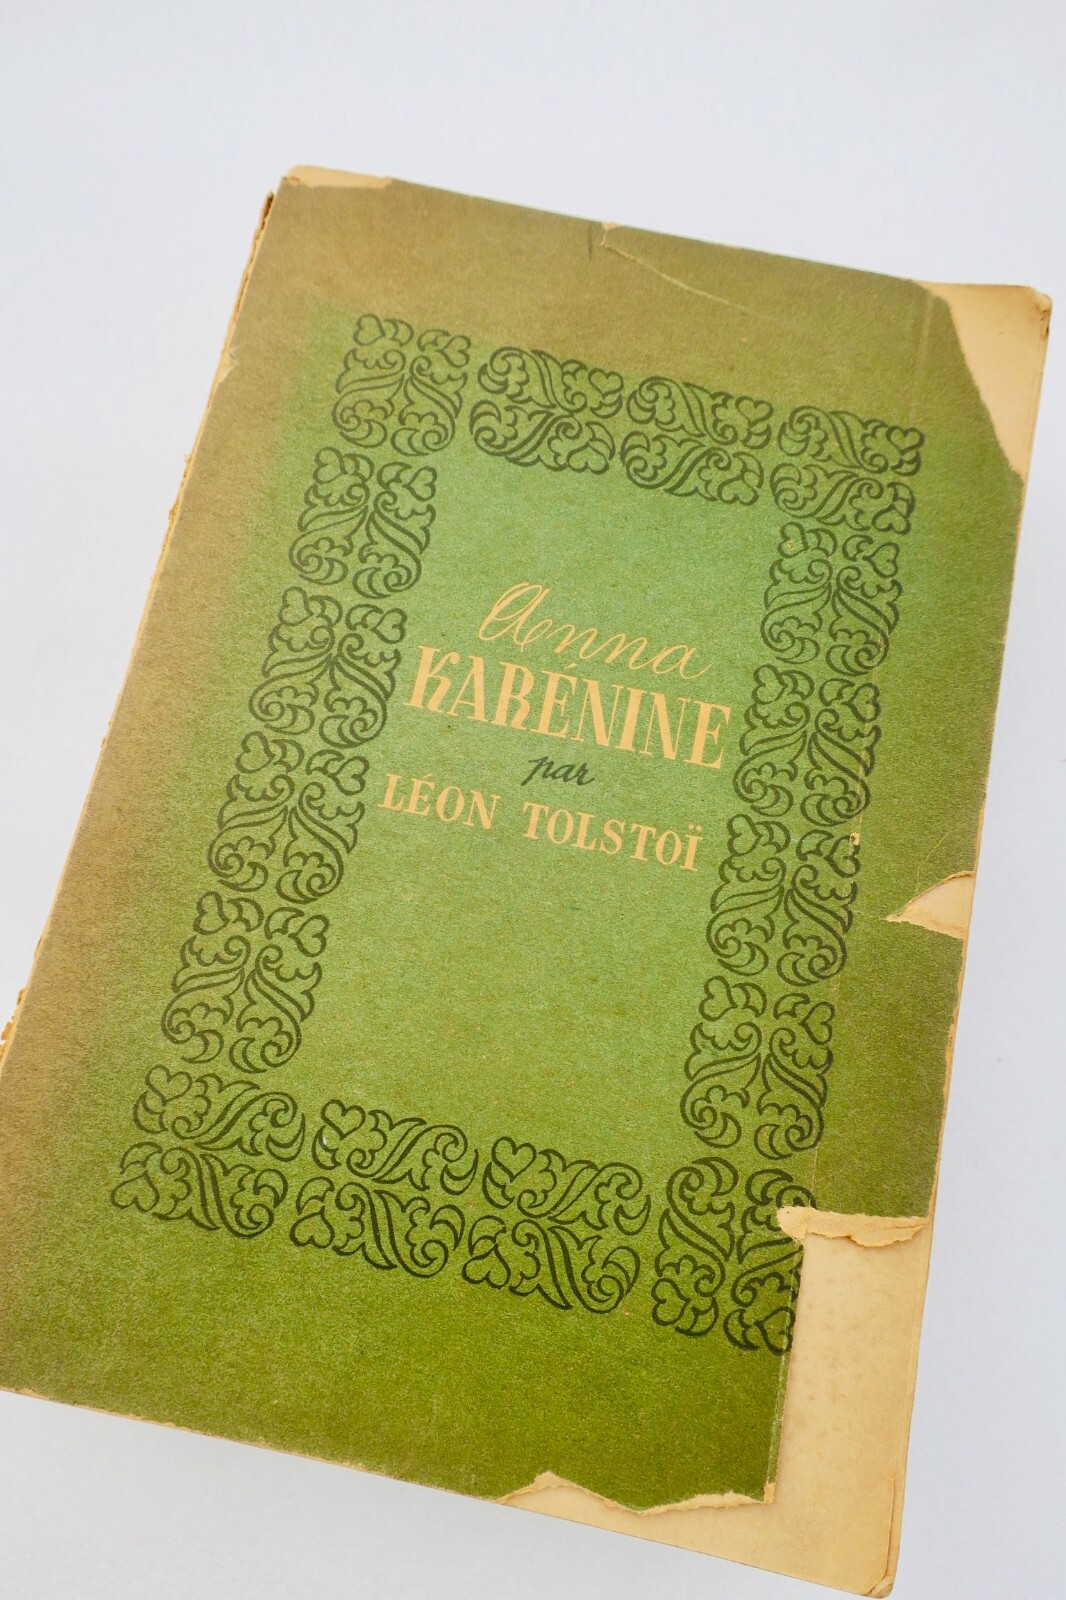 Anna
KARÉNINE
par
LÉON TOLSTOÏ